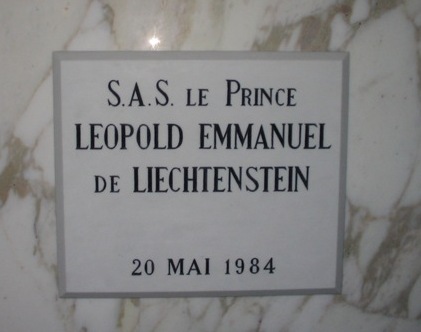 S.A.S. LE PRINCE
LEOPOLD EMMANUEL
DE LIECHTENSTEIN
20 MAI 1984